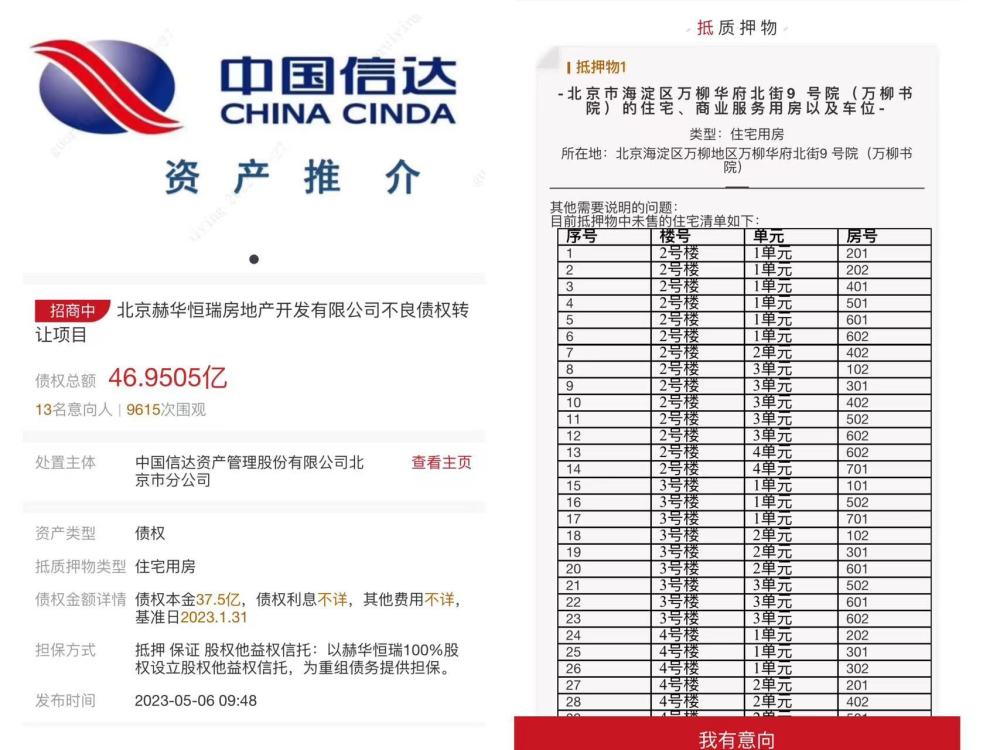 中国信达
CHINA CINDA
资产推介
招商中 北京赫华恒瑞房地产开发有限公司不良债权转
让项目
债权总额 46.9505亿
13名意向人 | 9615次围观
处置主体 中国信达资产管理股份有限公司北 查看主页
京市分公司
资产类型 债权
抵质押物类型 住宅用房
债权金额详情 债权本金37.5亿，债权利息不详，其他费用不详，
基准日2023.1.31
担保方式 抵押 保证 股权他益权信托：以赫华恒瑞100%股
权设立股权他益权信托，为重组债务提供担保。
发布时间 2023-05-06 09:48
抵质押物
抵押物1
-北京市海淀区万柳华府北街9 号院（万柳书
院）的住宅、商业服务用房以及车位-
类型：住宅用房
所在地：北京海淀区万柳地区万柳华府北街9 号院（万柳书
院）
其他需要说明的问题：
目前抵押物中未售的住宅清单如下：
序号 楼号 单元 房号
1 2号楼 1单元 201
2 2号楼 1单元 202
3 2号楼 1单元 401
4 2号楼 1单元 501
5 2号楼 1单元 601
6 2号楼 1单元 602
7 2号楼 2单元 402
8 2号楼 3单元 102
9 2号楼 3单元 301
10 2号楼 3单元 402
11 2号楼 3单元 502
12 2号楼 3单元 602
13 2号楼 4单元 602
14 2号楼 4单元 701
15 3号楼 1单元 101
16 3号楼 1单元 502
17 3号楼 1单元 701
18 3号楼 2单元 102
19 3号楼 2单元 301
20 3号楼 2单元 601
21 3号楼 3单元 502
22 3号楼 3单元 601
23 3号楼 3单元 602
24 4号楼 1单元 202
25 4号楼 1单元 301
26 4号楼 1单元 302
27 4号楼 2单元 201
28 4号楼 2单元 402
我有意向